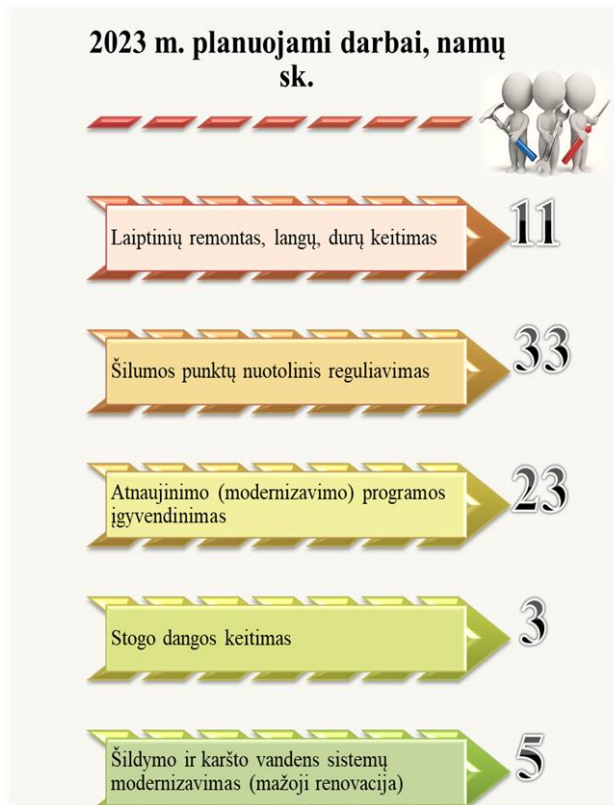 2023 m. planuojami darbai, namų
sk.
Laiptinių remontas, langų, durų keitimas
11
Šilumos punktų nuotolinis reguliavimas
33
Atnaujinimo (modernizavimo) programos
įgyvendinimas
23
Stogo dangos keitimas
3
Šildymo ir karšto vandens sistemų
modernizavimas (mažoji renovacija)
5